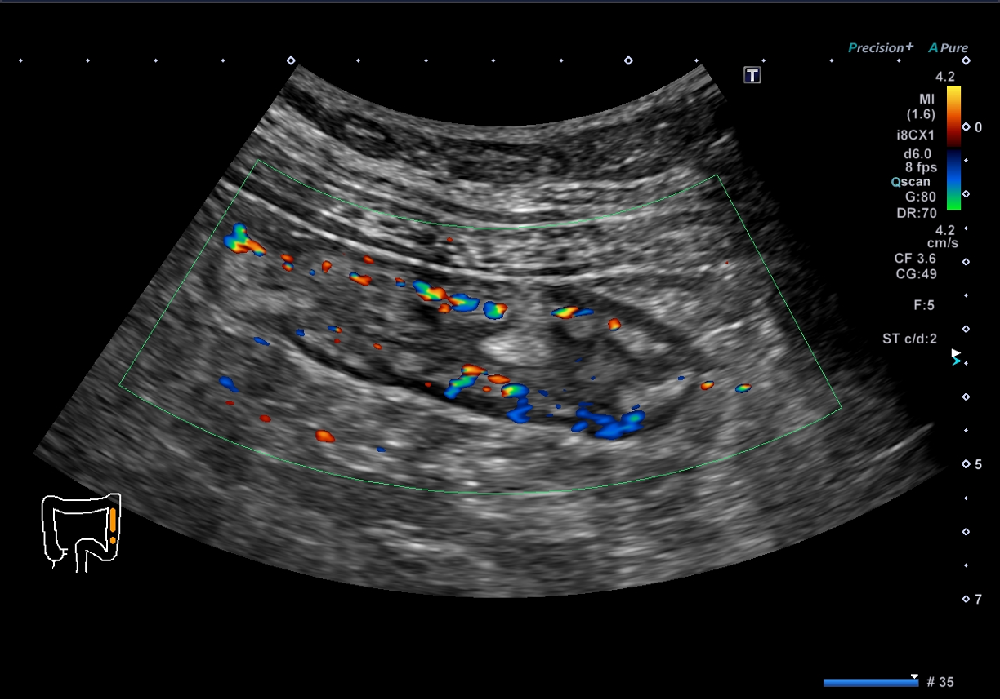 Precision+ A Pure
T
4.2
MI
(1.6)
0
i8CX1
d6.0
8 fps
Qscan
G:80
DR:70
4.2
cm/s
CF 3.6
CG:49
F:5
ST c/d:2
5
7
# 35